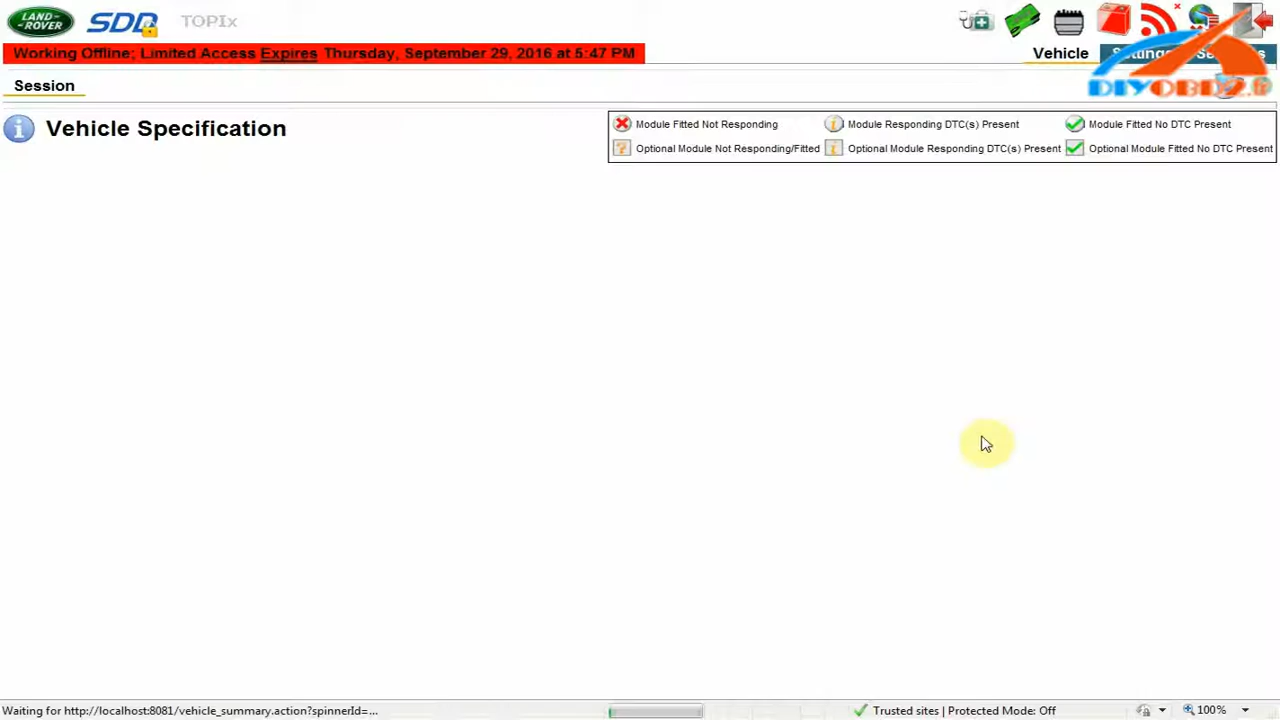 LAND-
ROVER
SDD
TOPIx
Working Offline; Limited Access Expires Thursday, September 29, 2016 at 5:47 PM
Vehicle
DIYOBD2.fr
Session
Vehicle Specification
Module Fitted Not Responding
Module Responding DTC(s) Present
Module Fitted No DTC Present
Optional Module Not Responding/Fitted
Optional Module Responding DTC(s) Present
Optional Module Fitted No DTC Present
Waiting for http://localhost:8081/vehicle_summary.action?spinnerId=...
Trusted sites | Protected Mode: Off
100%